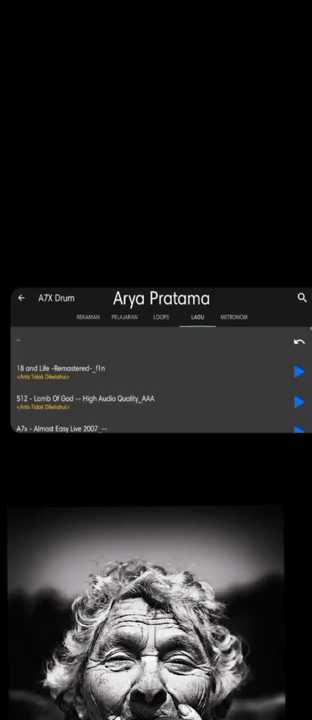 A7X Drum
Arya Pratama
REKAMAN PELAJARAN LOOPS LAGU METRONOM
..
18 and Life -Remastered-_f1n
<Artis Tidak Diketahui>
512 - Lamb Of God -- High Audio Quality_AAA
<Artis Tidak Diketahui>
A7x - Almost Easy Live 2007_--